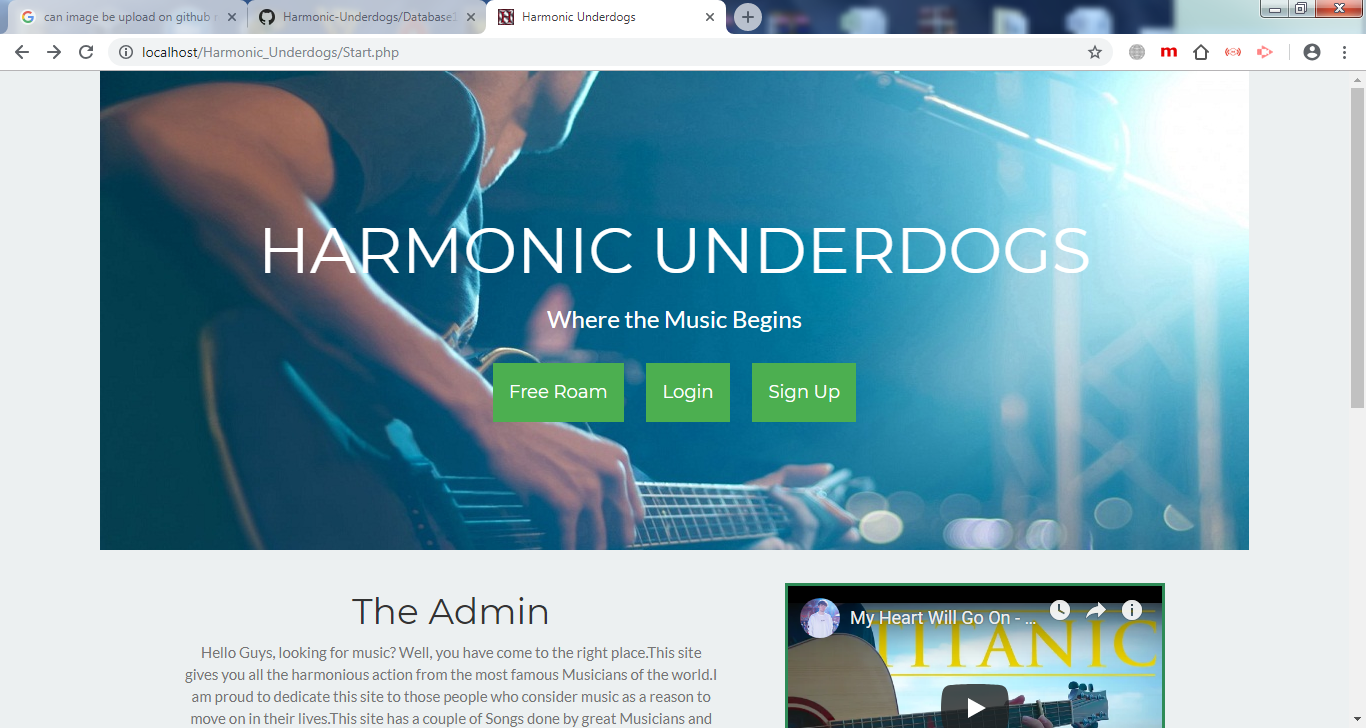 can image be upload on github r
Harmonic-Underdogs/Database
Harmonic Underdogs
localhost/Harmonic_Underdogs/Start.php
HARMONIC UNDERDOGS
Where the Music Begins
Free Roam
Login
Sign Up
The Admin
Hello Guys, looking for music? Well, you have come to the right place.This site
gives you all the harmonious action from the most famous Musicians of the world.I
am proud to dedicate this site to those people who consider music as a reason to
move on in their lives.This site has a couple of Songs done by great Musicians and
My Heart Will Go On - ...
TITANIC